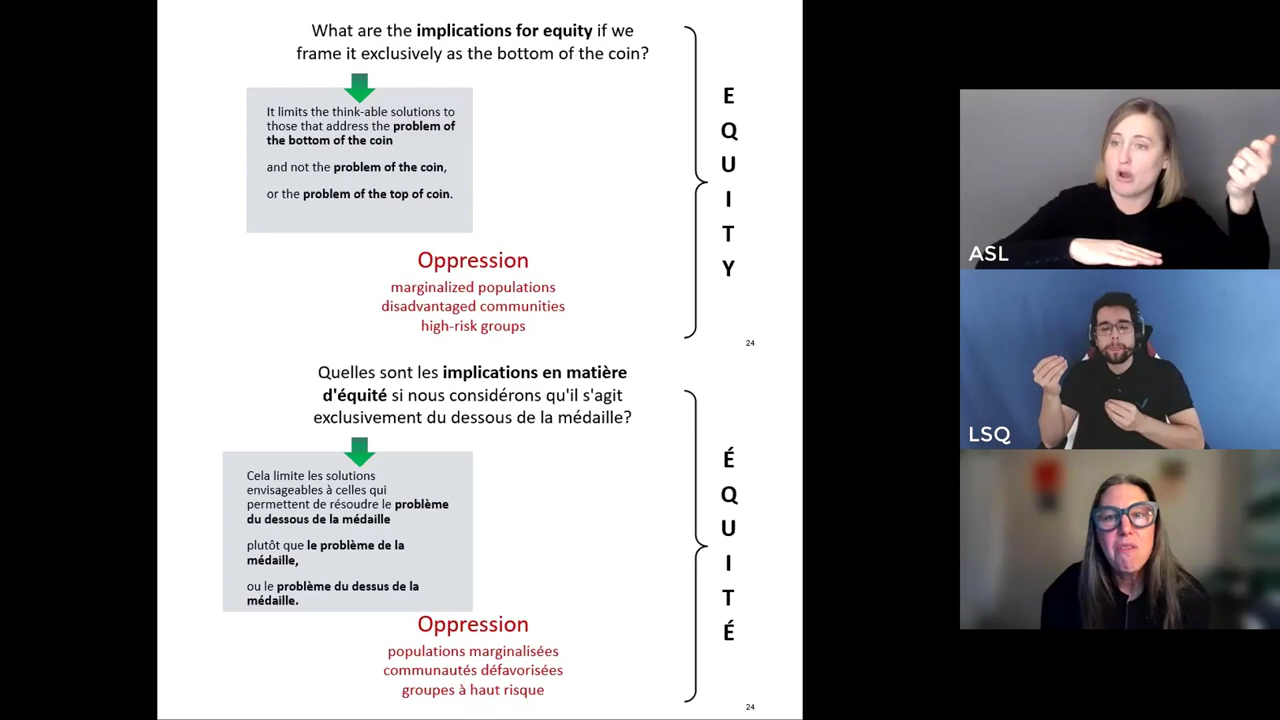 What are the implications for equity if we
frame it exclusively as the bottom of the coin?
It limits the think-able solutions to
those that address the problem of
the bottom of the coin
and not the problem of the coin,
or the problem of the top of coin.
Oppression
marginalized populations
disadvantaged communities
high-risk groups
E
Q
U
I
T
Y
24
Quelles sont les implications en matière
d'équité si nous considérons qu'il s'agit
exclusivement du dessous de la médaille?
Cela limite les solutions
envisageables à celles qui
permettent de résoudre le problème
du dessous de la médaille
plutôt que le problème de la
médaille,
ou le problème du dessus de la
médaille.
Oppression
populations marginalisées
communautés défavorisées
groupes à haut risque
É
Q
U
I
T
É
24
ASL
LSQ